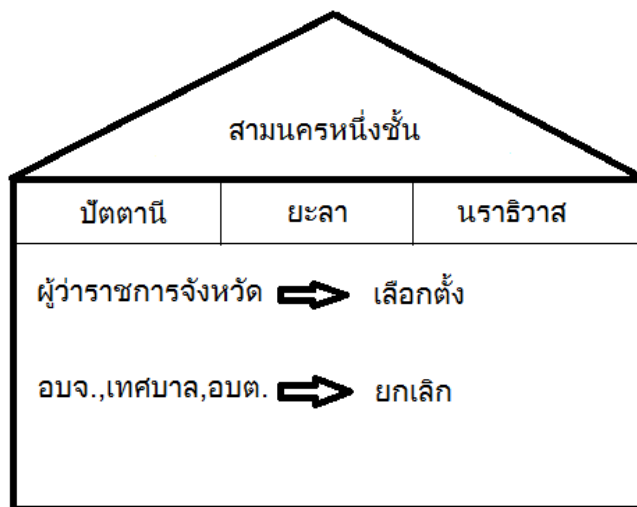 สามนครหนึ่งชั้น
ปัตตานี ยะลา นราธิวาส
ผู้ว่าราชการจังหวัด เลือกตั้ง
อบจ.,เทศบาล,อบต. ยกเลิก